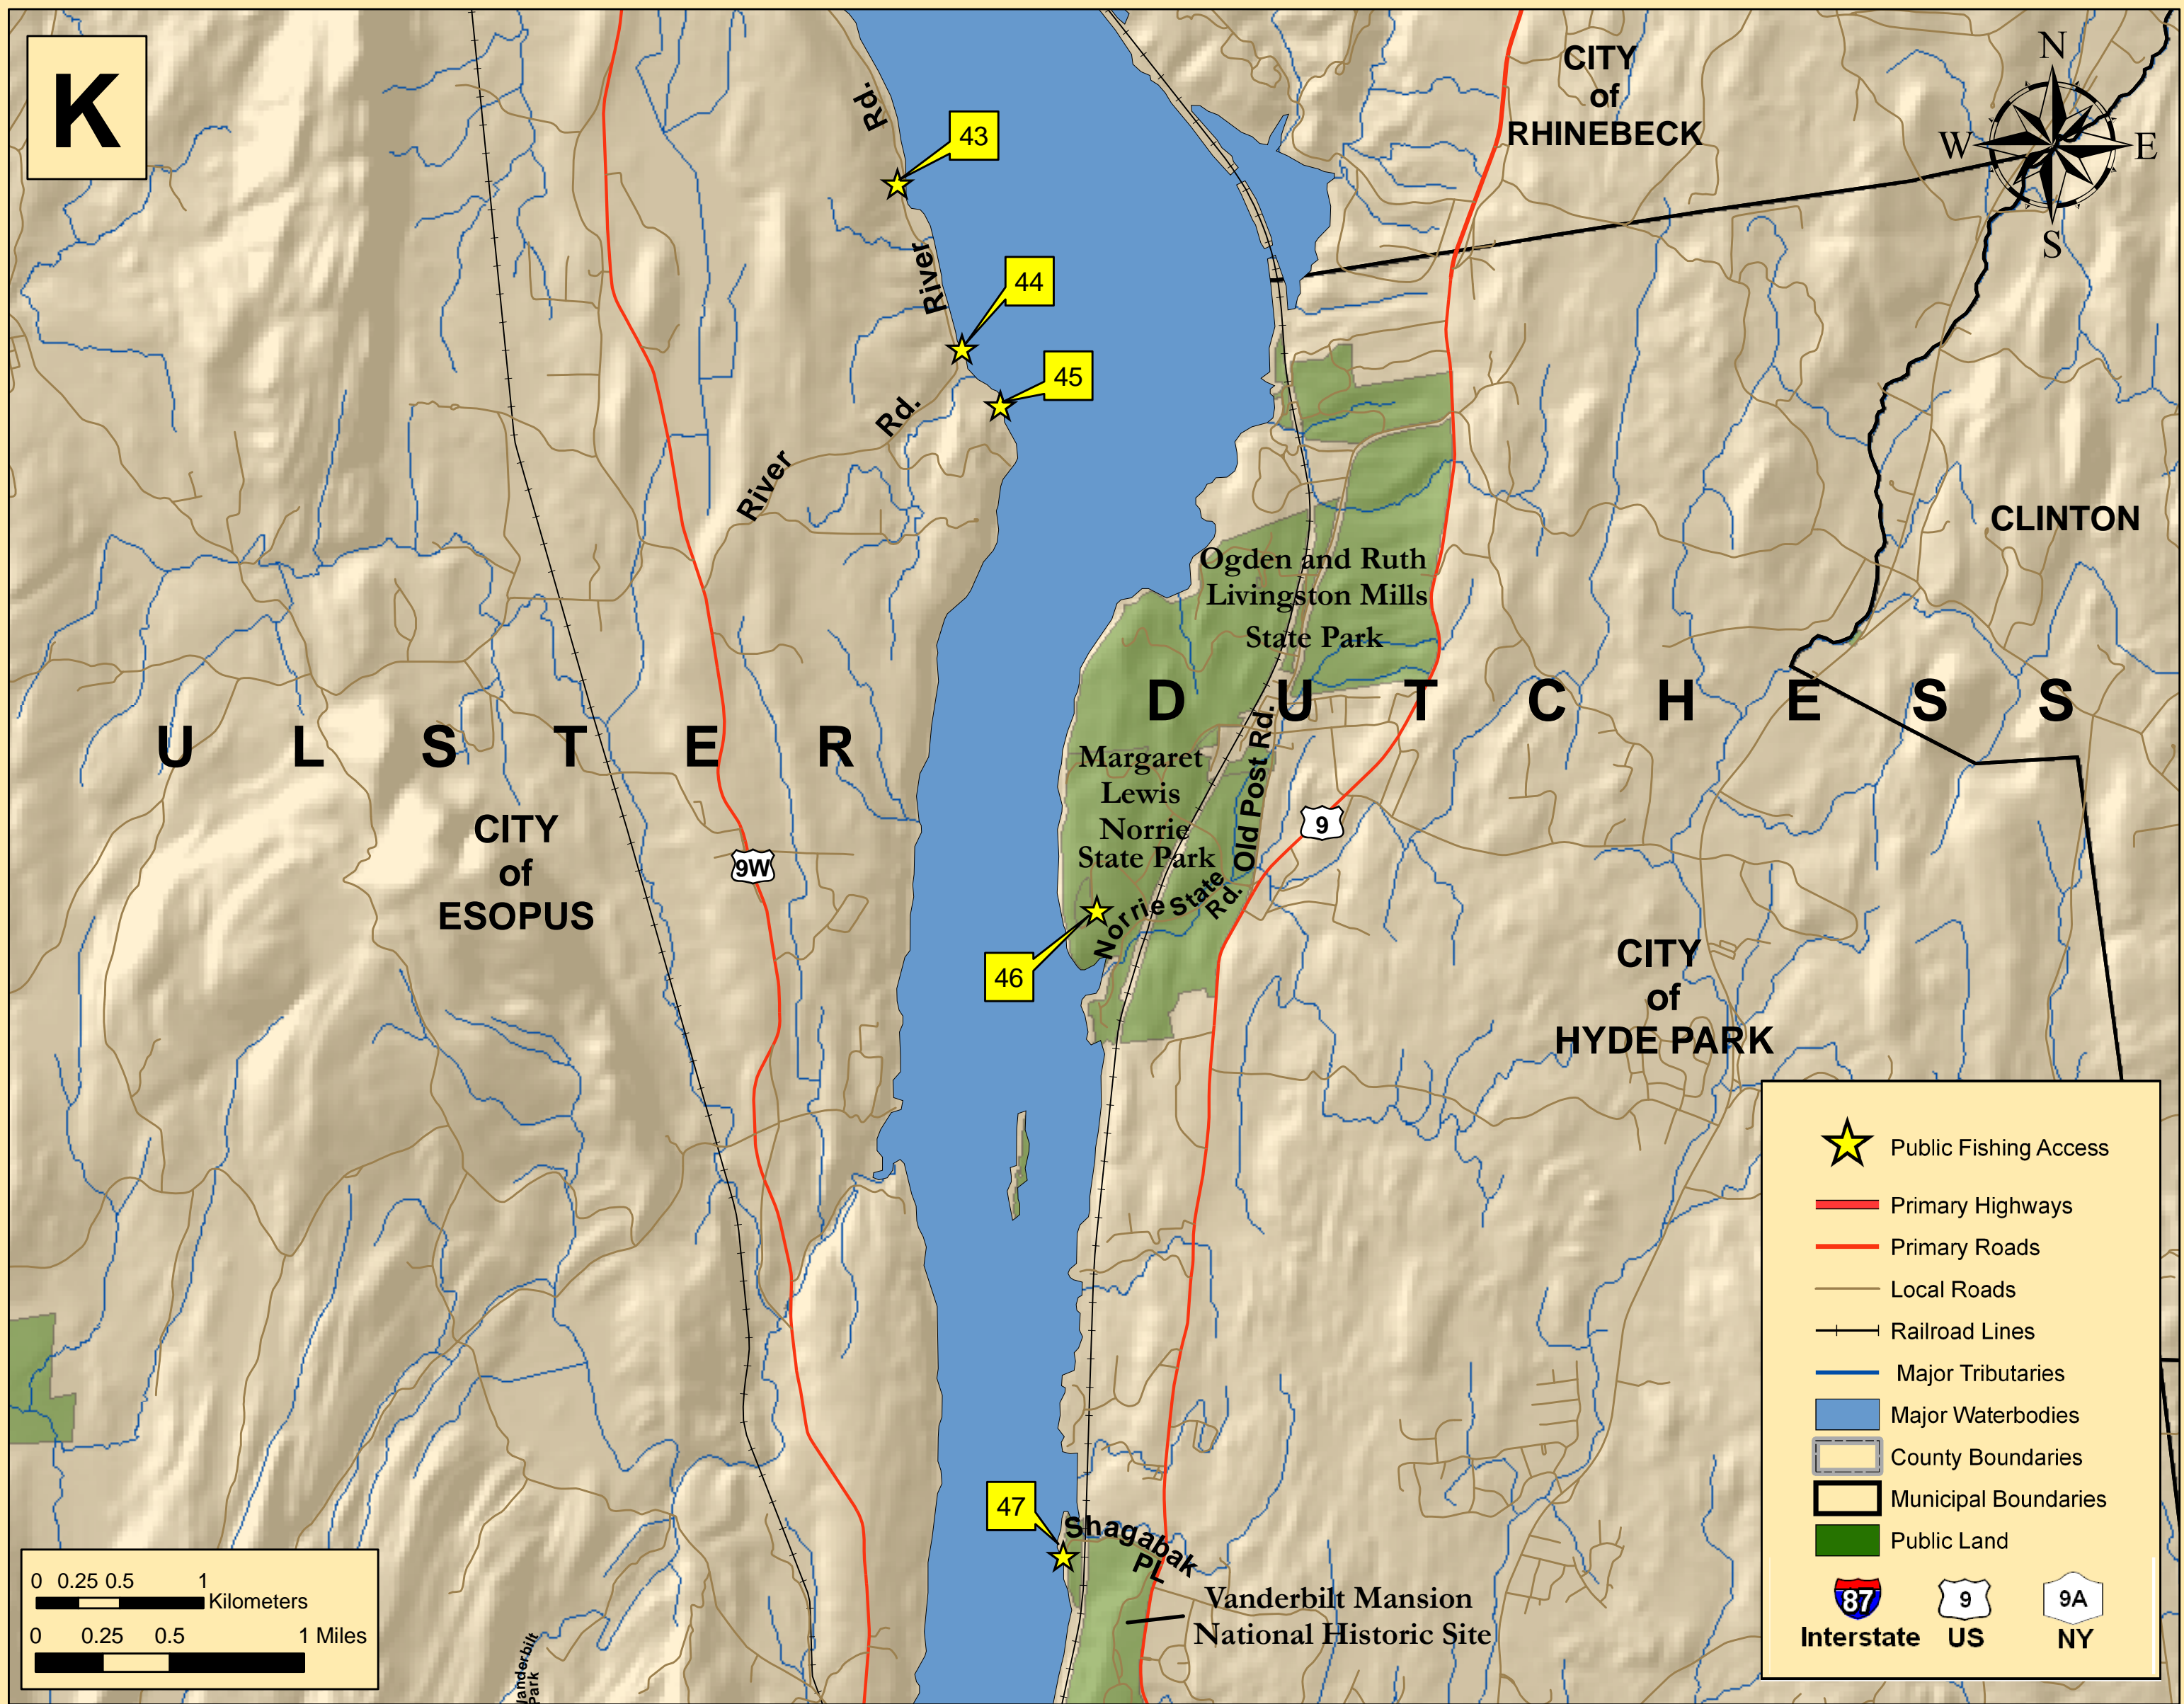 K
N
W
E
S
CITY
of
RHINEBECK
Rd.
43
River
44
45
Rd.
River
CLINTON
Ogden and Ruth
Livingston Mills
State Park
D U T C H E S S
U L S T E R
Margaret
Lewis
Norrie
State Park
Old Post Rd.
9
CITY
of
ESOPUS
9W
Norrie State
Rd.
46
CITY
of
HYDE PARK
47
Shagabak
PL
Vanderbilt Mansion
National Historic Site
Park
0 0.25 0.5 1
Kilometers
0 0.25 0.5 1 Miles
Public Fishing Access
Primary Highways
Primary Roads
Local Roads
Railroad Lines
Major Tributaries
Major Waterbodies
County Boundaries
Municipal Boundaries
Public Land
87
9
9A
Interstate US NY